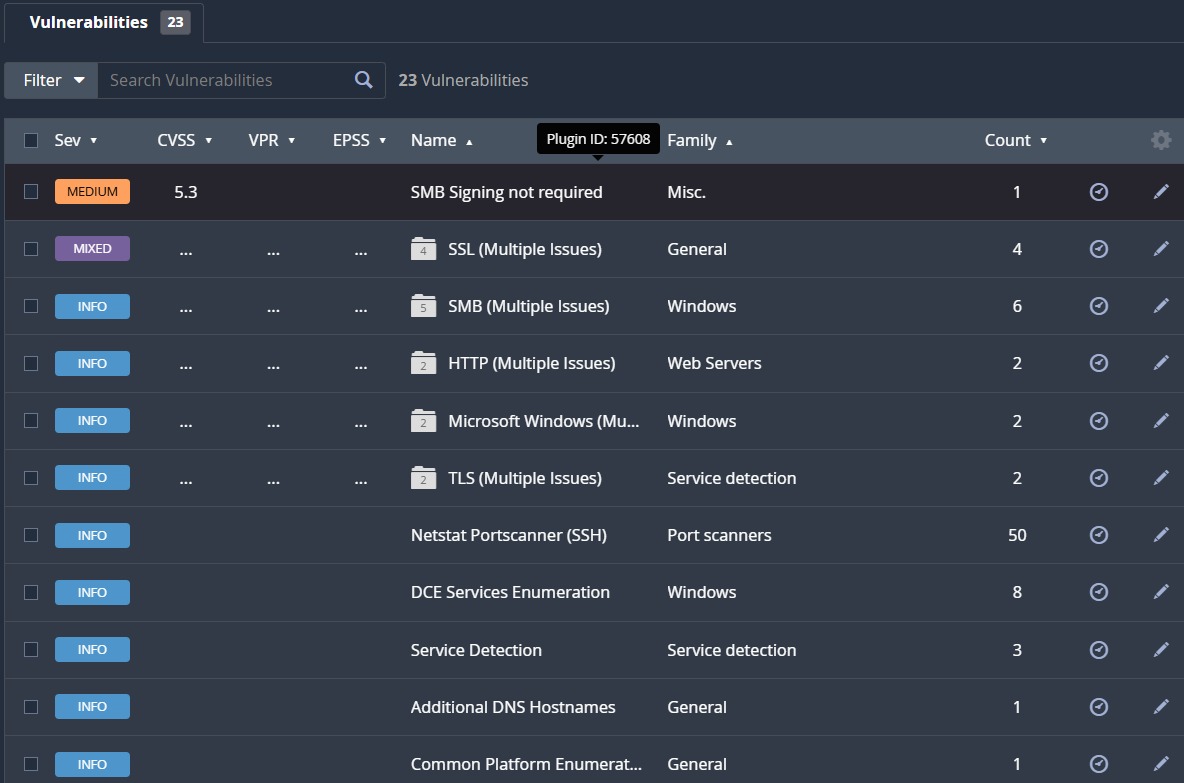 Vulnerabilities 23
Filter Search Vulnerabilities 23 Vulnerabilities
Sev CVSS VPR EPSS Name Plugin ID: 57608 Family Count
MEDIUM 5.3 SMB Signing not required Misc. 1
MIXED ... ... ... 4 SSL (Multiple Issues) General 4
INFO ... ... ... 5 SMB (Multiple Issues) Windows 6
INFO ... ... ... 2 HTTP (Multiple Issues) Web Servers 2
INFO ... ... ... 2 Microsoft Windows (Mu... Windows 2
INFO ... ... ... 2 TLS (Multiple Issues) Service detection 2
INFO Netstat Portscanner (SSH) Port scanners 50
INFO DCE Services Enumeration Windows 8
INFO Service Detection Service detection 3
INFO Additional DNS Hostnames General 1
INFO Common Platform Enumerat... General 1